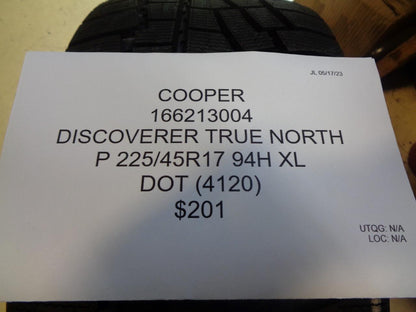 JL 05/17/23
COOPER
166213004
DISCOVERER TRUE NORTH
P 225/45R17 94H XL
DOT (4120)
$201
UTQG: N/A
LOC: N/A